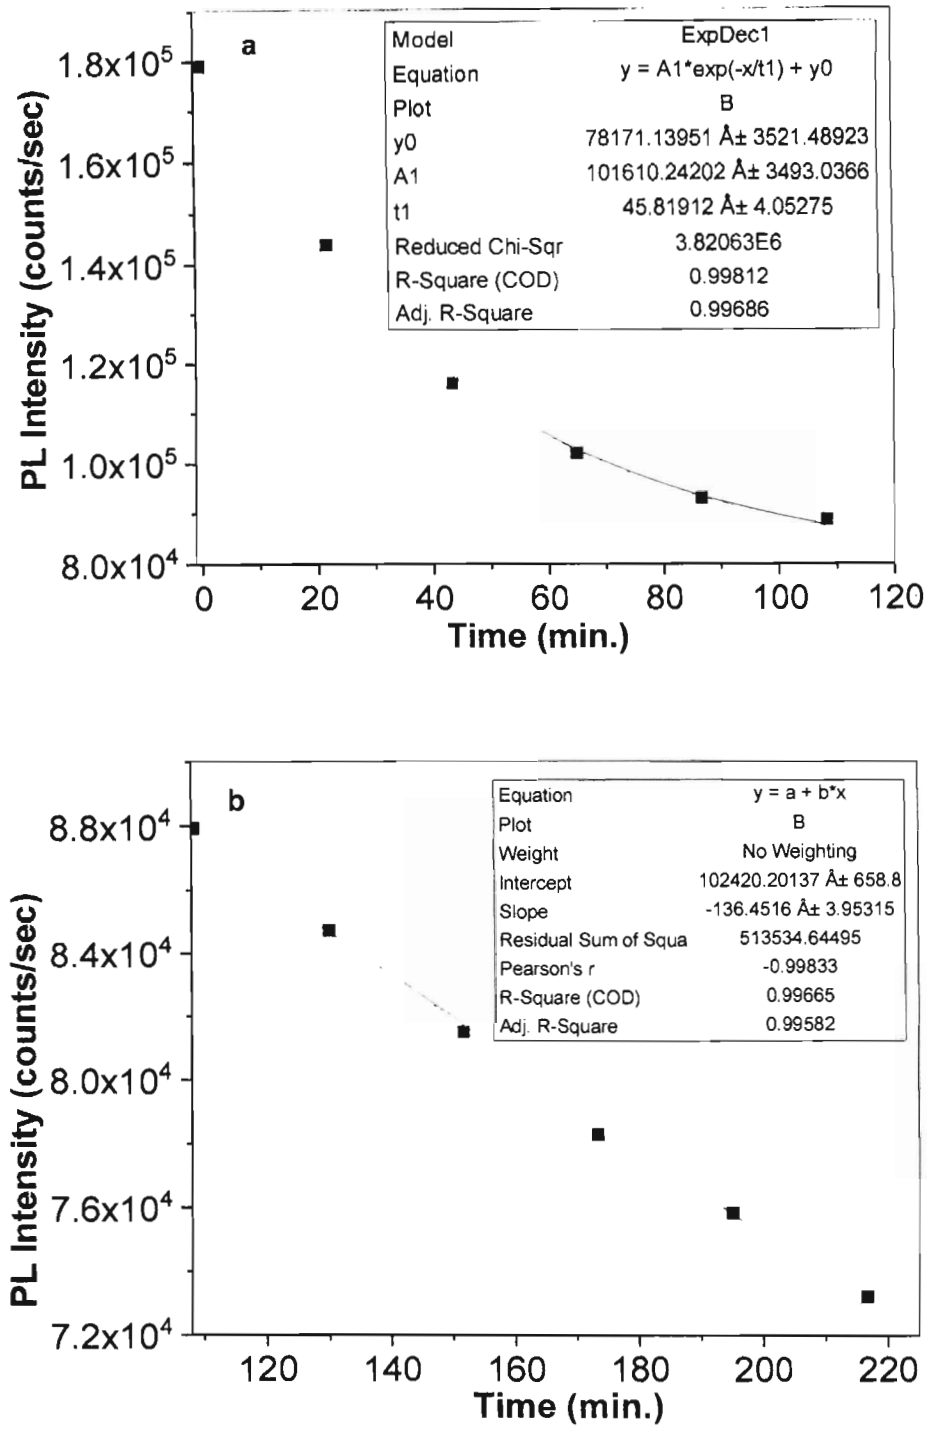 a
Model ExpDec1
Equation y = A1*exp(-x/t1) + y0
Plot B
y0 78171.13951 Å± 3521.48923
A1 101610.24202 Å± 3493.0366
t1 45.81912 Å± 4.05275
Reduced Chi-Sqr 3.82063E6
R-Square (COD) 0.99812
Adj. R-Square 0.99686
PL Intensity (counts/sec)
1.8x10⁵
1.6x10⁵
1.4x10⁵
1.2x10⁵
1.0x10⁵
8.0x10⁴
0 20 40 60 80 100 120
Time (min.)
b
Equation y = a + b*x
Plot B
Weight No Weighting
Intercept 102420.20137 Å± 658.8
Slope -136.4516 Å± 3.95315
Residual Sum of Squa 513534.64495
Pearson's r -0.99833
R-Square (COD) 0.99665
Adj. R-Square 0.99582
PL Intensity (counts/sec)
8.8x10⁴
8.4x10⁴
8.0x10⁴
7.6x10⁴
7.2x10⁴
120 140 160 180 200 220
Time (min.)